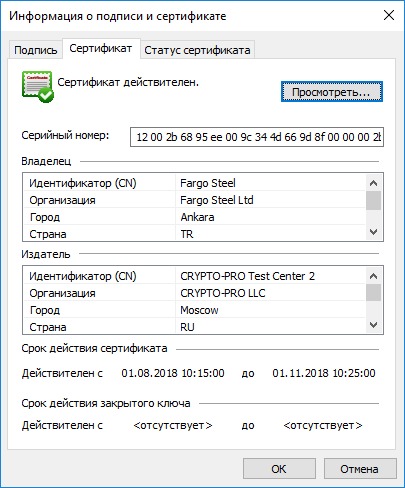 Информация о подписи и сертификате
Подпись Сертификат Статус сертификата
Certificate
Сертификат действителен.
Просмотреть...
Серийный номер: 12 00 2b 68 95 ee 00 9c 34 4d 66 9d 8f 00 00 00 2b
Владелец
Идентификатор (CN) Fargo Steel
Организация Fargo Steel Ltd
Город Ankara
Страна TR
Издатель
Идентификатор (CN) CRYPTO-PRO Test Center 2
Организация CRYPTO-PRO LLC
Город Moscow
Страна RU
Срок действия сертификата
Действителен с 01.08.2018 10:15:00 до 01.11.2018 10:25:00
Срок действия закрытого ключа
Действителен с <отсутствует> до <отсутствует>
ОК Отмена